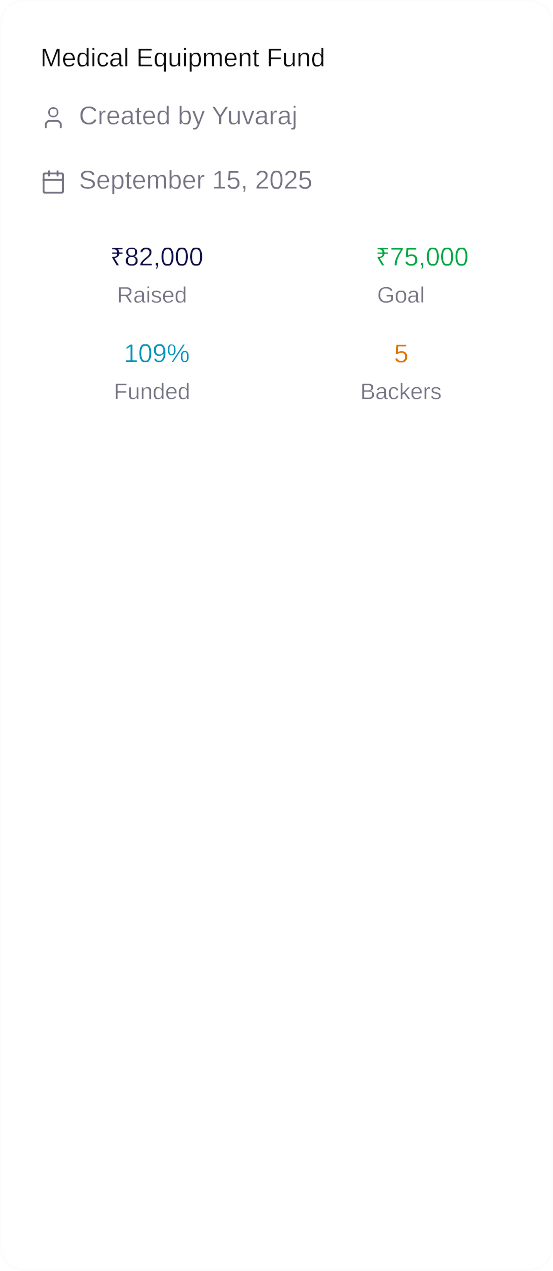 Medical Equipment Fund
Created by Yuvaraj
September 15, 2025
₹82,000 ₹75,000
Raised Goal
109% 5
Funded Backers